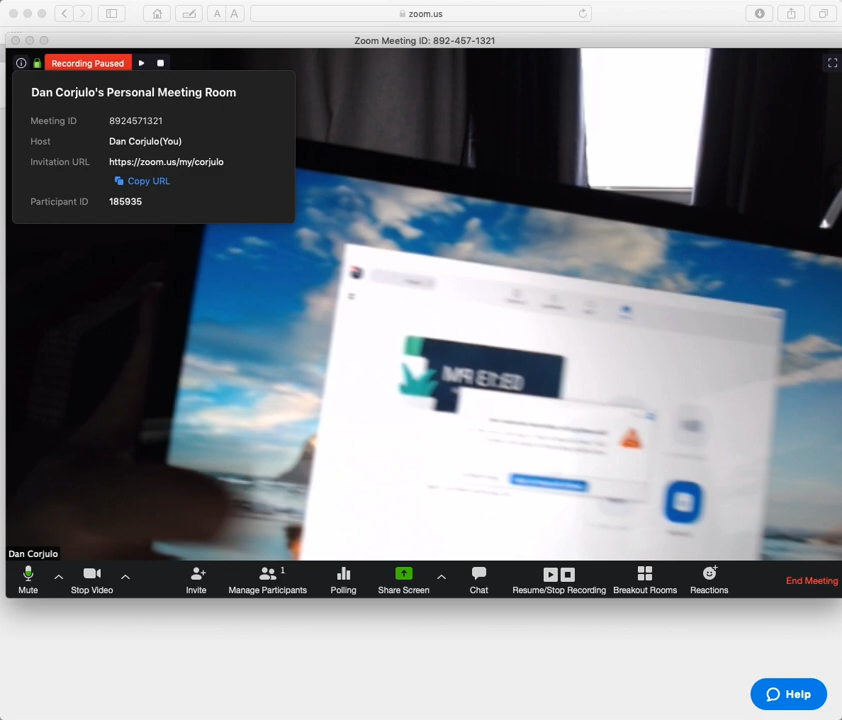 A A
zoom.us
Zoom Meeting ID: 892-457-1321
Recording Paused
Dan Corjulo's Personal Meeting Room
Meeting ID 8924571321
Host Dan Corjulo(You)
Invitation URL https://zoom.us/my/corjulo
Copy URL
Participant ID 185935
Dan Corjulo
1
Mute Stop Video Invite Manage Participants Polling Share Screen Chat Resume/Stop Recording Breakout Rooms Reactions End Meeting
Help